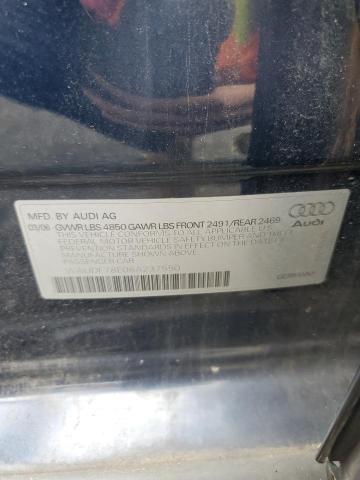 MFD. BY AUDI AG
03/06 GVWR LBS 4850 GAWR LBS FRONT 2491/REAR 2469
THIS VEHICLE CONFORMS TO ALL APPLICABLE U.S.
FEDERAL MOTOR VEHICLE SAFETY BUMPER AND THEFT
PREVENTION STANDARDS IN EFFECT ON THE DATE OF
MANUFACTURE SHOWN ABOVE
PASSENGER CAR
Audi
GERMANY